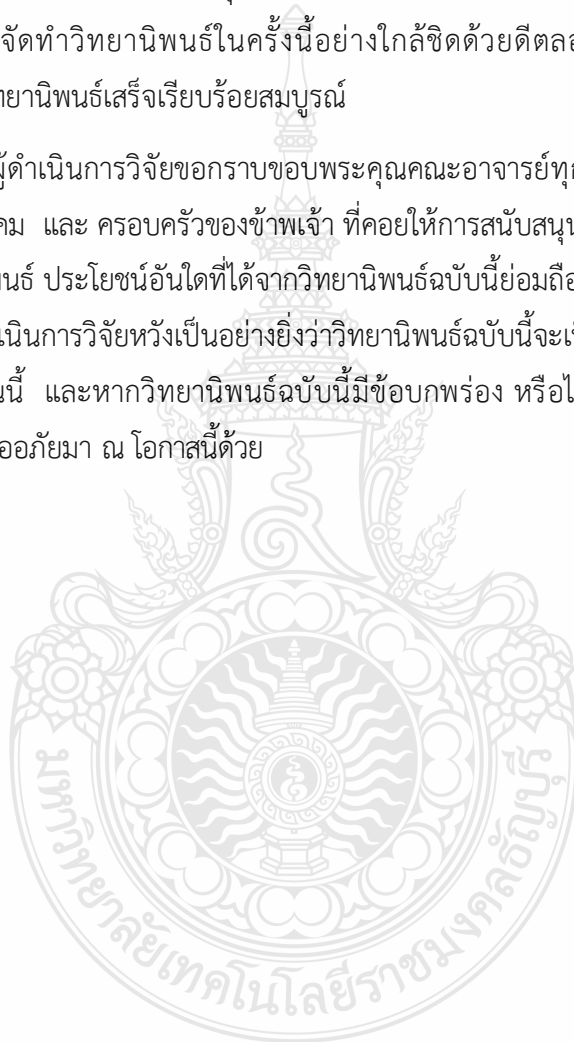 จัดทำวิทยานิพนธ์ในครั้งนี้อย่างใกล้ชิดด้วยดีตลอ
ทยานิพนธ์เสร็จเรียบร้อยสมบูรณ์
ผู้ดำเนินการวิจัยขอกราบขอบพระคุณคณะอาจารย์ทุก
คม และ ครอบครัวของข้าพเจ้า ที่คอยให้การสนับสนุน
นธ์ ประโยชน์อันใดที่ได้จากวิทยานิพนธ์ฉบับนี้ย่อมถือ
เนินการวิจัยหวังเป็นอย่างยิ่งว่าวิทยานิพนธ์ฉบับนี้จะเ
นนี้ และหากวิทยานิพนธ์ฉบับนี้มีข้อบกพร่อง หรือไ
ออภัยมา ณ โอกาสนี้ด้วย
มหาวิทยาลัยเทคโนโลยีราชมงคลธัญบุรี